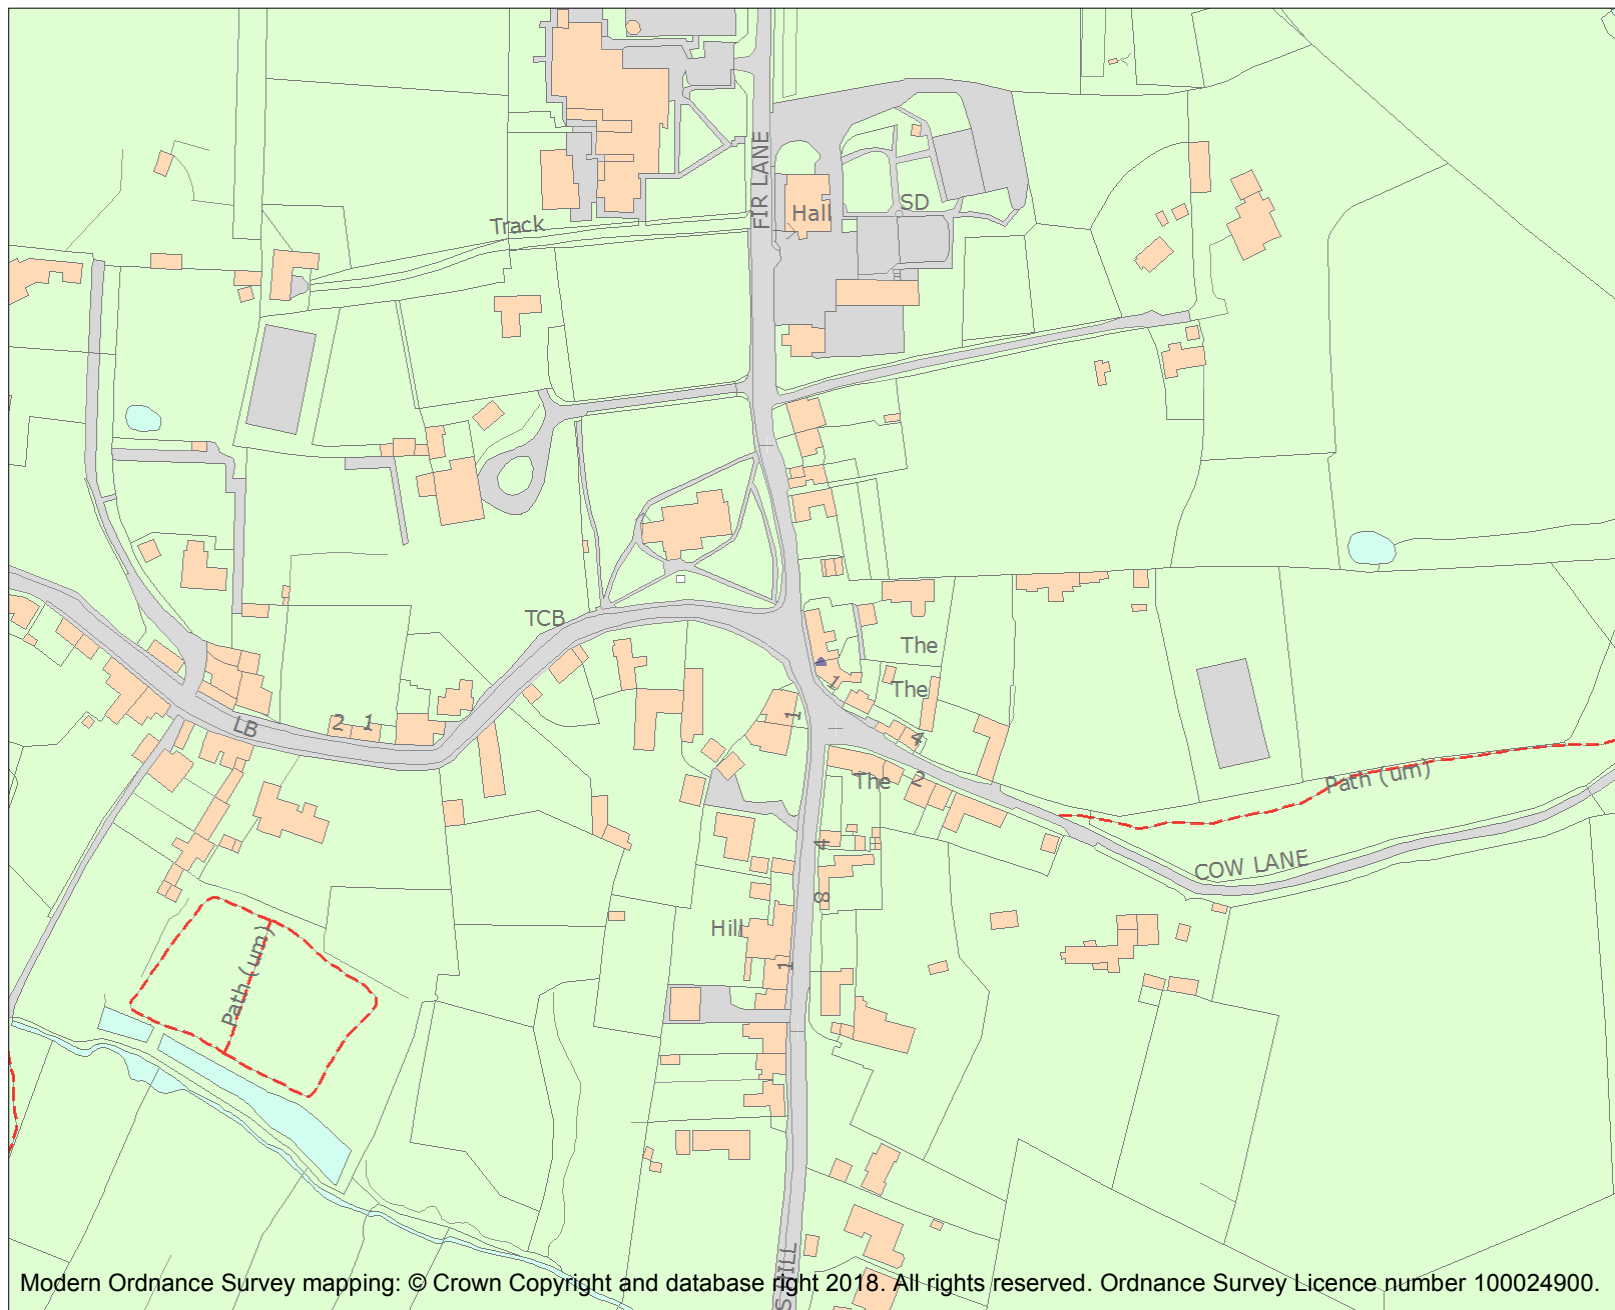 FIR LANE
SD
Hall
Track
TCB
The
The
1
1
LB
2 1
4
The
2
Path (um)
4
COW LANE
8
Hill
Path (um)
1
Modern Ordnance Survey mapping: © Crown Copyright and database right 2018. All rights reserved. Ordnance Survey Licence number 100024900.